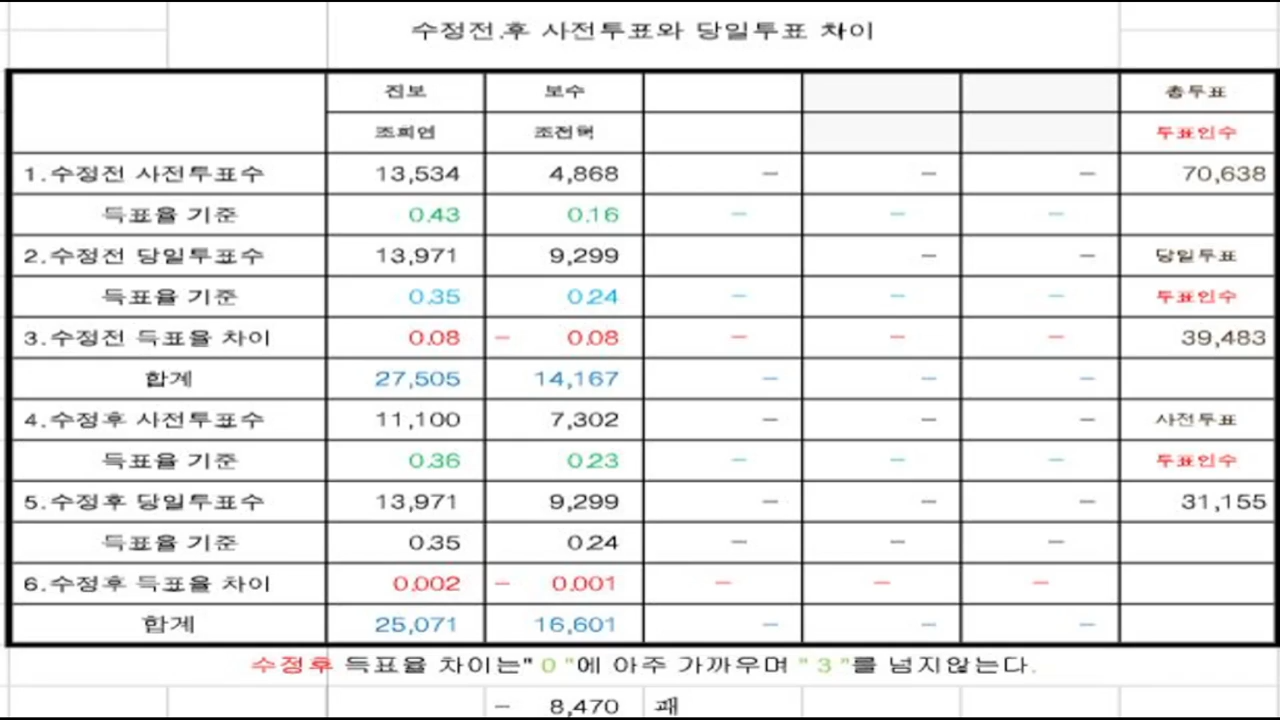 수정전.후 사전투표와 당일투표 차이
진보 보수 총투표
조희연 조전혁 투표인수
1.수정전 사전투표수 13,534 4,868 – – – 70,638
득표율 기준 0.43 0.16 – – –
2.수정전 당일투표수 13,971 9,299 – – 당일투표
득표율 기준 0.35 0.24 – – – 투표인수
3.수정전 득표율 차이 0.08 – 0.08 – – – 39,483
합계 27,505 14,167 – – –
4.수정후 사전투표수 11,100 7,302 – – – 사전투표
득표율 기준 0.36 0.23 – – – 투표인수
5.수정후 당일투표수 13,971 9,299 – – – 31,155
득표율 기준 0.35 0.24 – – –
6.수정후 득표율 차이 0.002 – 0.001 – – –
합계 25,071 16,601 – – –
수정후 득표율 차이는" 0 "에 아주 가까우며 " 3 "를 넘지않는다.
– 8,470 패